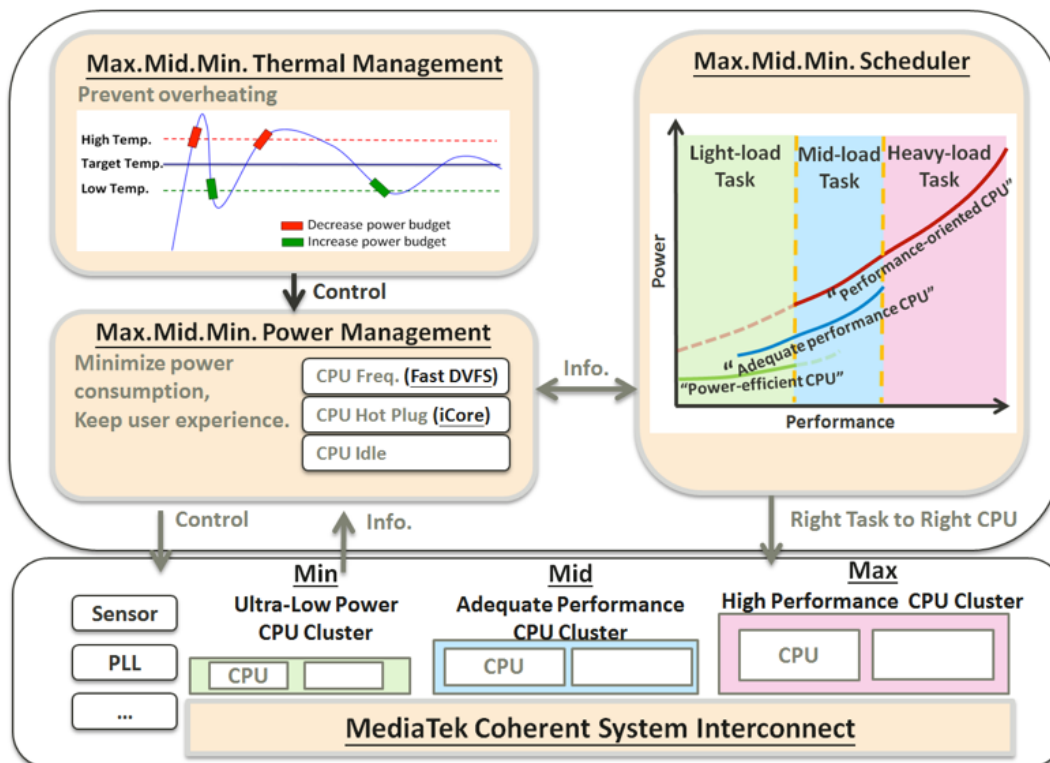 Max.Mid.Min. Thermal Management
Prevent overheating
High Temp.
Target Temp.
Low Temp.
Decrease power budget
Increase power budget
Control
Max.Mid.Min. Power Management
Minimize power
consumption,
Keep user experience.
CPU Freq. (Fast DVFS)
CPU Hot Plug (iCore)
CPU Idle
Info.
Max.Mid.Min. Scheduler
Light-load
Task
Mid-load
Task
Heavy-load
Task
Power
"Performance-oriented CPU"
"Adequate performance CPU"
"Power-efficient CPU"
Performance
Control
Info.
Right Task to Right CPU
Sensor
PLL
...
Min
Ultra-Low Power
CPU Cluster
CPU
Mid
Adequate Performance
CPU Cluster
CPU
Max
High Performance CPU Cluster
CPU
MediaTek Coherent System Interconnect